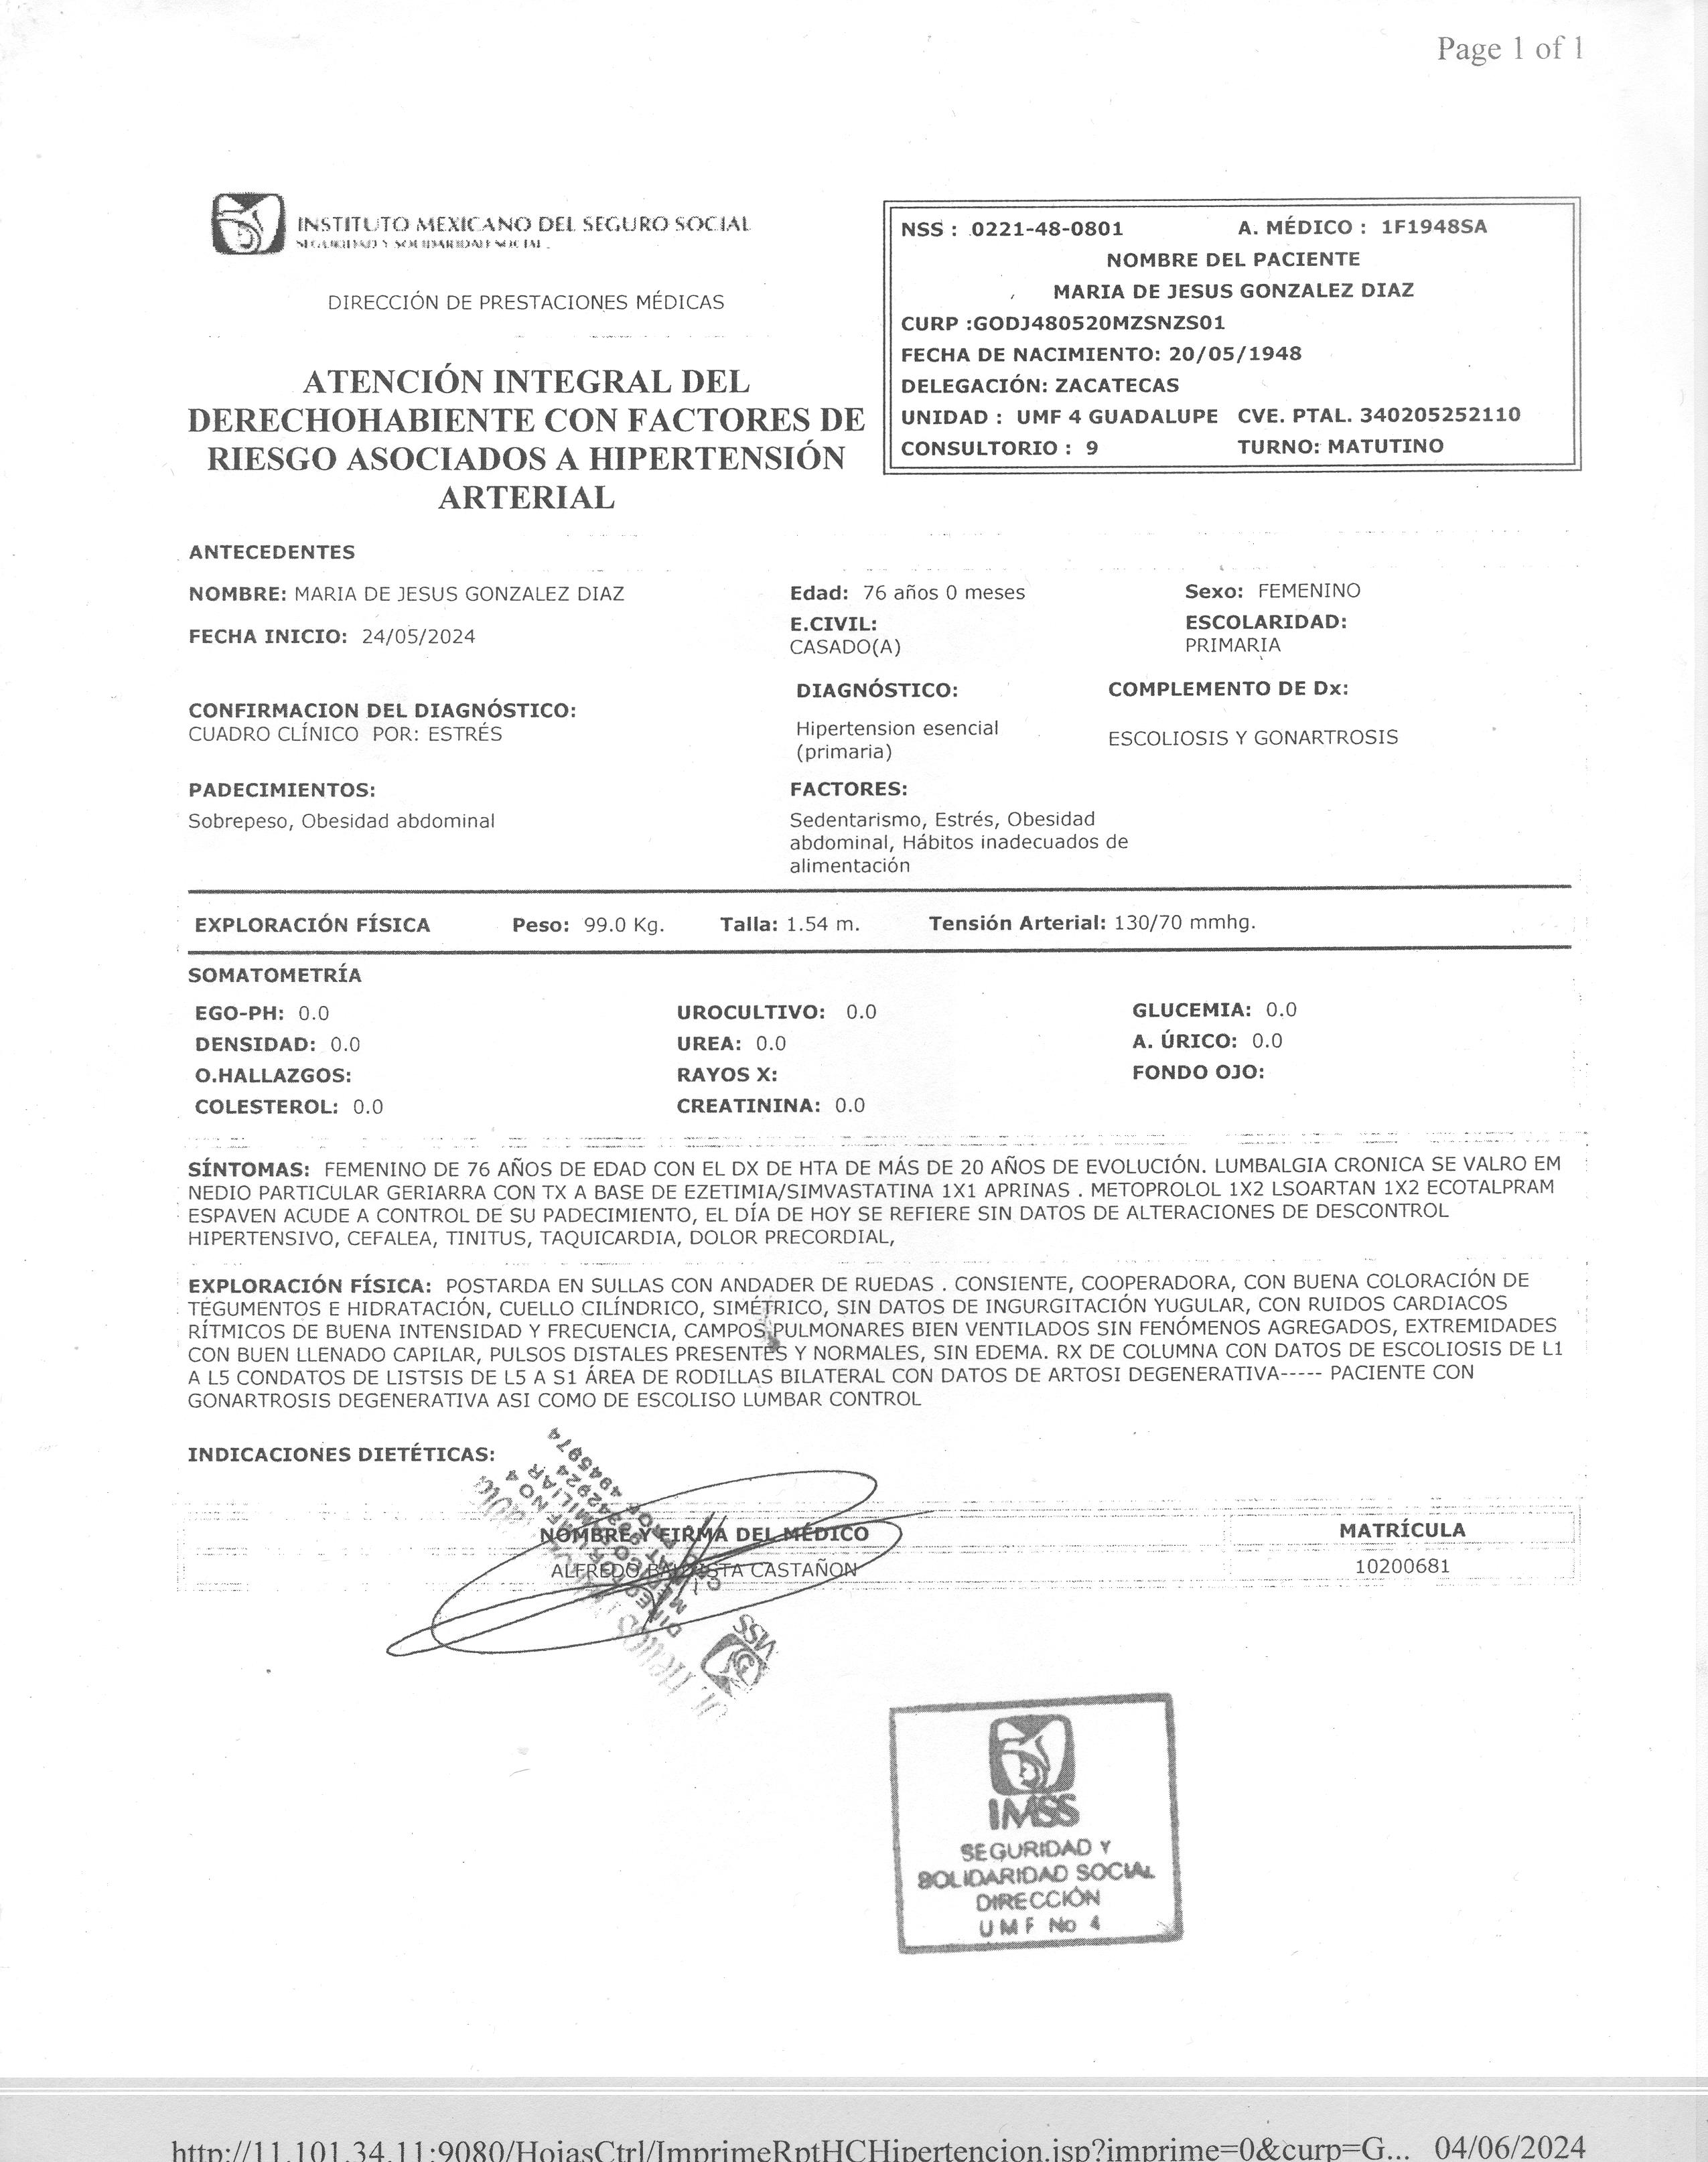 Page 1 of 1
INSTITUTO MEXICANO DEL SEGURO SOCIAL
SEGURIDAD Y SOLIDARIDAD SOCIAL
DIRECCIÓN DE PRESTACIONES MÉDICAS
ATENCIÓN INTEGRAL DEL
DERECHOHABIENTE CON FACTORES DE
RIESGO ASOCIADOS A HIPERTENSIÓN
ARTERIAL
NSS : 0221-48-0801 A. MÉDICO : 1F1948SA
NOMBRE DEL PACIENTE
MARIA DE JESUS GONZALEZ DIAZ
CURP :GODJ480520MZSNZS01
FECHA DE NACIMIENTO: 20/05/1948
DELEGACIÓN: ZACATECAS
UNIDAD : UMF 4 GUADALUPE CVE. PTAL. 340205252110
CONSULTORIO : 9 TURNO: MATUTINO
ANTECEDENTES
NOMBRE: MARIA DE JESUS GONZALEZ DIAZ Edad: 76 años 0 meses Sexo: FEMENINO
FECHA INICIO: 24/05/2024 E.CIVIL: ESCOLARIDAD:
CASADO(A) PRIMARIA
DIAGNÓSTICO: COMPLEMENTO DE Dx:
CONFIRMACION DEL DIAGNÓSTICO:
CUADRO CLÍNICO POR: ESTRÉS Hipertension esencial ESCOLIOSIS Y GONARTROSIS
(primaria)
PADECIMIENTOS: FACTORES:
Sobrepeso, Obesidad abdominal Sedentarismo, Estrés, Obesidad
abdominal, Hábitos inadecuados de
alimentación
EXPLORACIÓN FÍSICA Peso: 99.0 Kg. Talla: 1.54 m. Tensión Arterial: 130/70 mmhg.
SOMATOMETRÍA
EGO-PH: 0.0 UROCULTIVO: 0.0 GLUCEMIA: 0.0
DENSIDAD: 0.0 UREA: 0.0 A. ÚRICO: 0.0
O.HALLAZGOS: RAYOS X: FONDO OJO:
COLESTEROL: 0.0 CREATININA: 0.0
SÍNTOMAS: FEMENINO DE 76 AÑOS DE EDAD CON EL DX DE HTA DE MÁS DE 20 AÑOS DE EVOLUCIÓN. LUMBALGIA CRONICA SE VALRO EM
NEDIO PARTICULAR GERIARRA CON TX A BASE DE EZETIMIA/SIMVASTATINA 1X1 APRINAS . METOPROLOL 1X2 LSOARTAN 1X2 ECOTALPRAM
ESPAVEN ACUDE A CONTROL DE SU PADECIMIENTO, EL DÍA DE HOY SE REFIERE SIN DATOS DE ALTERACIONES DE DESCONTROL
HIPERTENSIVO, CEFALEA, TINITUS, TAQUICARDIA, DOLOR PRECORDIAL,
EXPLORACIÓN FÍSICA: POSTARDA EN SULLAS CON ANDADER DE RUEDAS . CONSIENTE, COOPERADORA, CON BUENA COLORACIÓN DE
TEGUMENTOS E HIDRATACIÓN, CUELLO CILÍNDRICO, SIMÉTRICO, SIN DATOS DE INGURGITACIÓN YUGULAR, CON RUIDOS CARDIACOS
RÍTMICOS DE BUENA INTENSIDAD Y FRECUENCIA, CAMPOS PULMONARES BIEN VENTILADOS SIN FENÓMENOS AGREGADOS, EXTREMIDADES
CON BUEN LLENADO CAPILAR, PULSOS DISTALES PRESENTES Y NORMALES, SIN EDEMA. RX DE COLUMNA CON DATOS DE ESCOLIOSIS DE L1
A L5 CONDATOS DE LISTSIS DE L5 A S1 ÁREA DE RODILLAS BILATERAL CON DATOS DE ARTOSI DEGENERATIVA----- PACIENTE CON
GONARTROSIS DEGENERATIVA ASI COMO DE ESCOLISO LUMBAR CONTROL
INDICACIONES DIETÉTICAS:
NOMBRE Y FIRMA DEL MÉDICO MATRÍCULA
ALFREDO BAUTISTA CASTAÑON 10200681
IMSS
IMSS
SEGURIDAD Y
SOLIDARIDAD SOCIAL
DIRECCIÓN
UMF No 4
http://11.101.34.11:9080/HojasCtrl/ImprimeRptHCHipertencion.jsp?imprime=0&curp=G... 04/06/2024